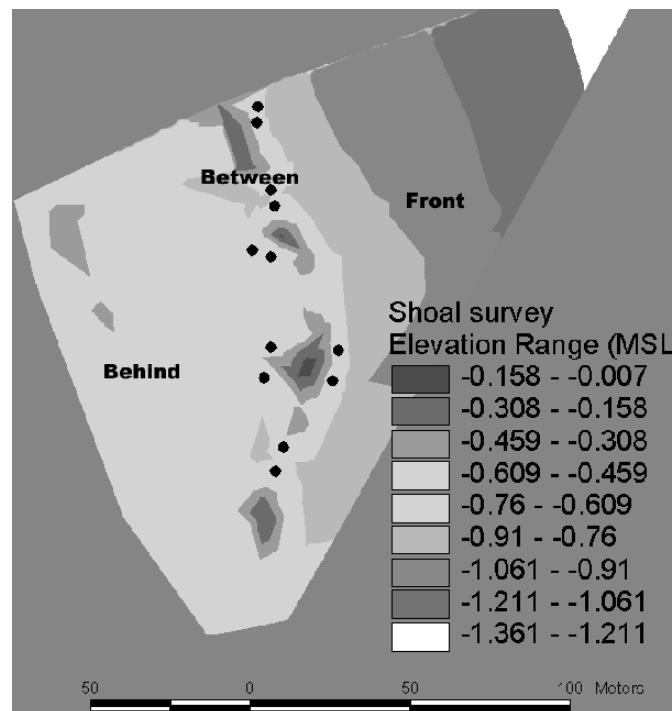 Between
Front
Shoal survey
Elevation Range (MSL
Behind
-0.158 - -0.007
-0.308 - -0.158
-0.459 - -0.308
-0.609 - -0.459
-0.76 - -0.609
-0.91 - -0.76
-1.061 - -0.91
-1.211 - -1.061
-1.361 - -1.211
50 0 50 100 Meters